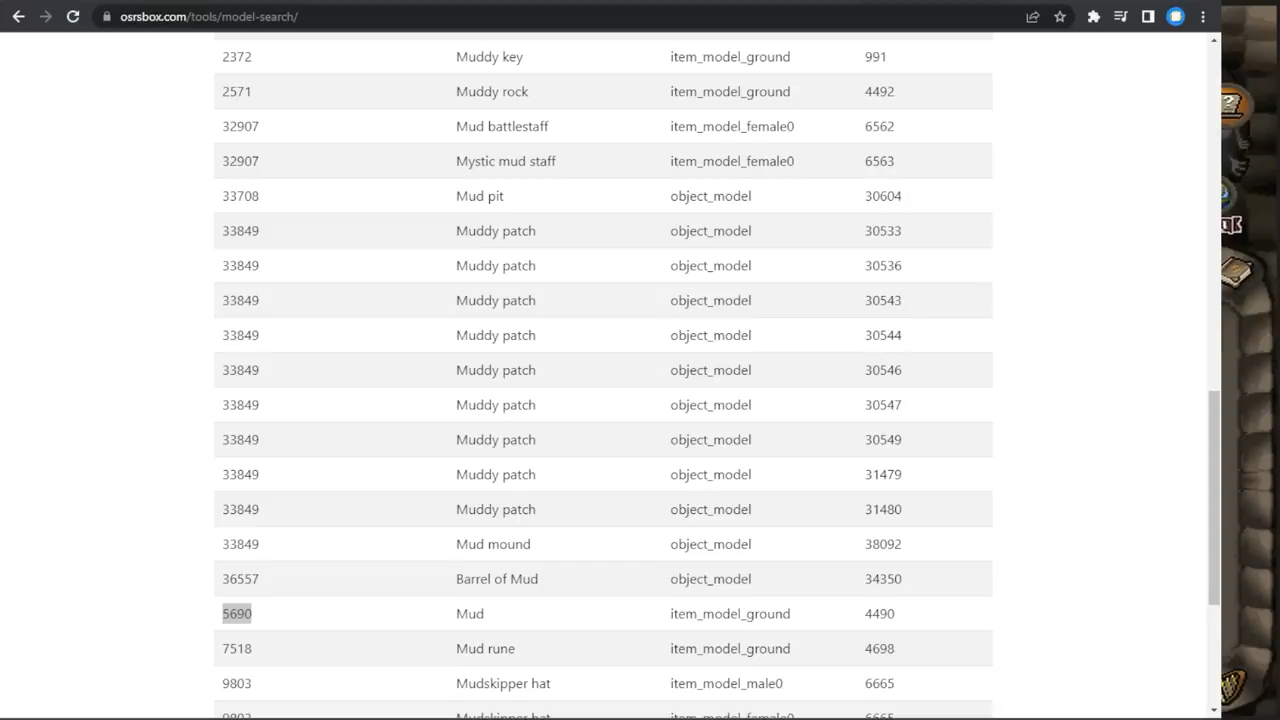 osrsbox.com/tools/model-search/
2372 Muddy key item_model_ground 991
2571 Muddy rock item_model_ground 4492
32907 Mud battlestaff item_model_female0 6562
32907 Mystic mud staff item_model_female0 6563
33708 Mud pit object_model 30604
33849 Muddy patch object_model 30533
33849 Muddy patch object_model 30536
33849 Muddy patch object_model 30543
33849 Muddy patch object_model 30544
33849 Muddy patch object_model 30546
33849 Muddy patch object_model 30547
33849 Muddy patch object_model 30549
33849 Muddy patch object_model 31479
33849 Muddy patch object_model 31480
33849 Mud mound object_model 38092
36557 Barrel of Mud object_model 34350
5690 Mud item_model_ground 4490
7518 Mud rune item_model_ground 4698
9803 Mudskipper hat item_model_male0 6665
9803 Mudskipper hat item_model_female0 6665